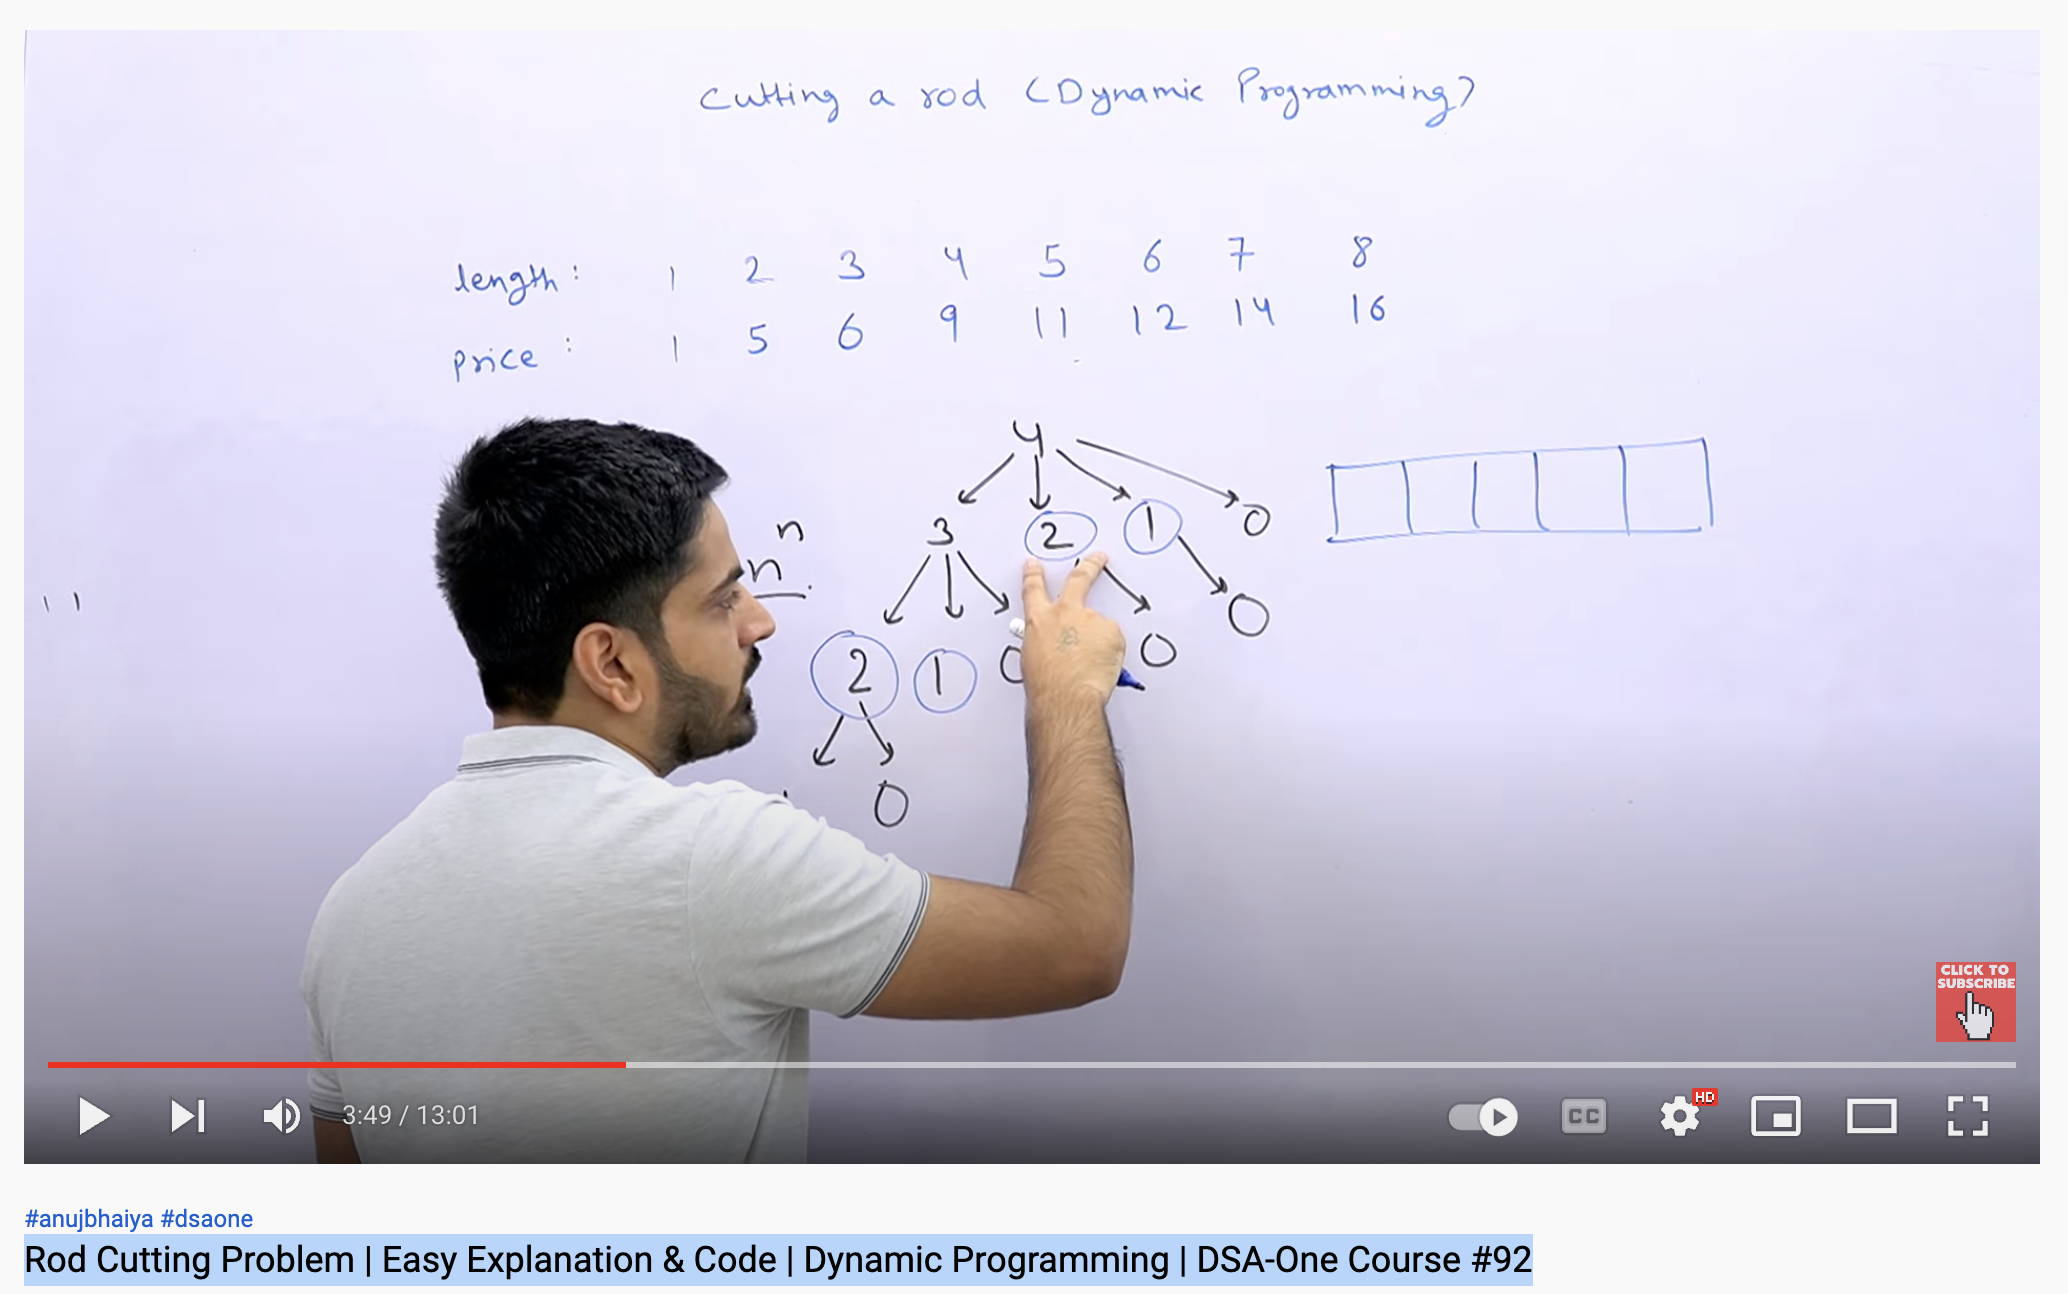 Cutting a rod (Dynamic Programming)
length : 1 2 3 4 5 6 7 8
price : 1 5 6 9 11 12 14 16
4
n
3 2 1 0
n
0
2 1 0 0
0
CLICK TO
SUBSCRIBE
3:49 / 13:01
CC
HD
#anujbhaiya #dsaone
Rod Cutting Problem | Easy Explanation & Code | Dynamic Programming | DSA-One Course #92